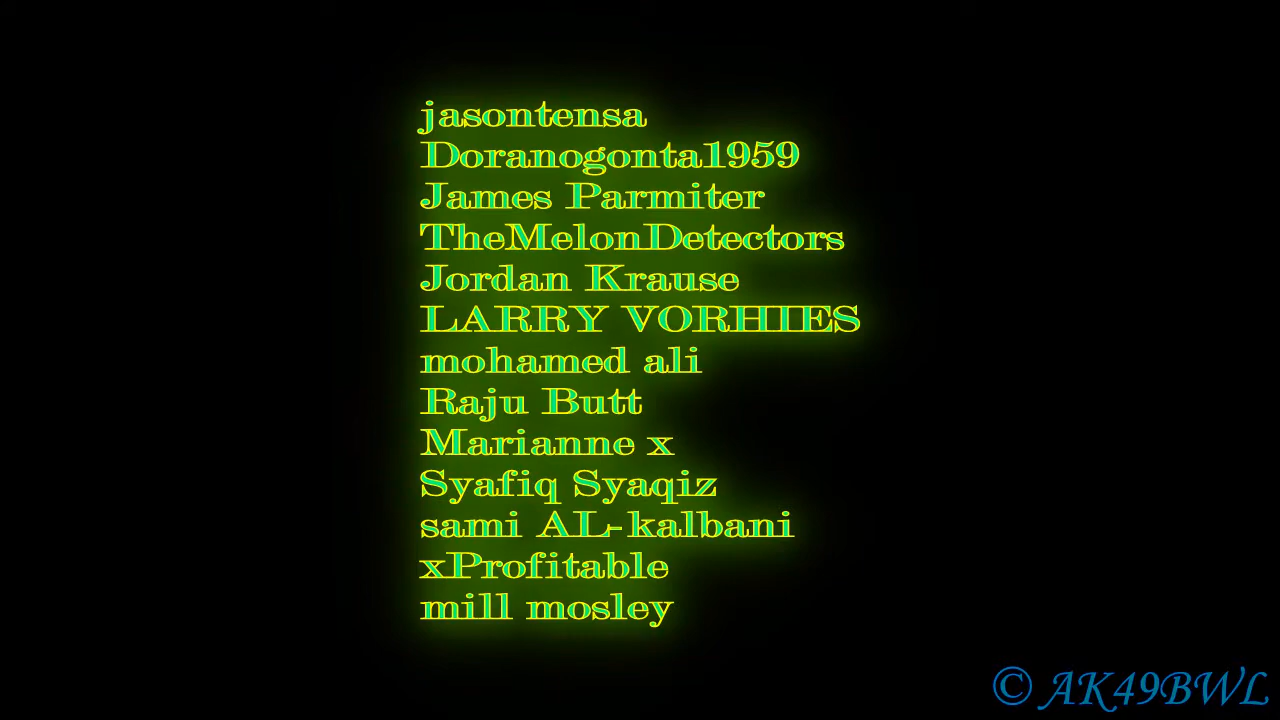 jasontensa
Doranogonta1959
James Parmiter
TheMelonDetectors
Jordan Krause
LARRY VORHIES
mohamed ali
Raju Butt
Marianne x
Syafiq Syaqiz
sami AL-kalbani
xProfitable
mill mosley
© AK49BWL